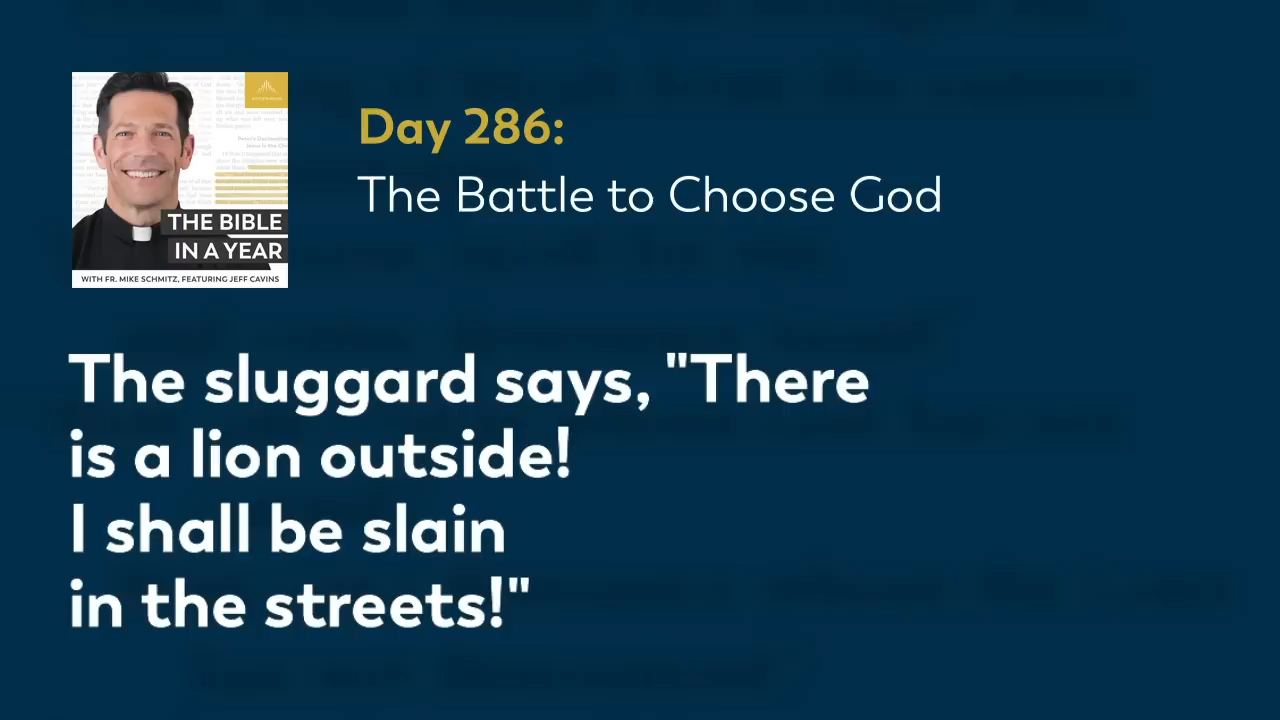 Day 286:
The Battle to Choose God
THE BIBLE
IN A YEAR
WITH FR. MIKE SCHMITZ, FEATURING JEFF CAVINS
The sluggard says, "There
is a lion outside!
I shall be slain
in the streets!"